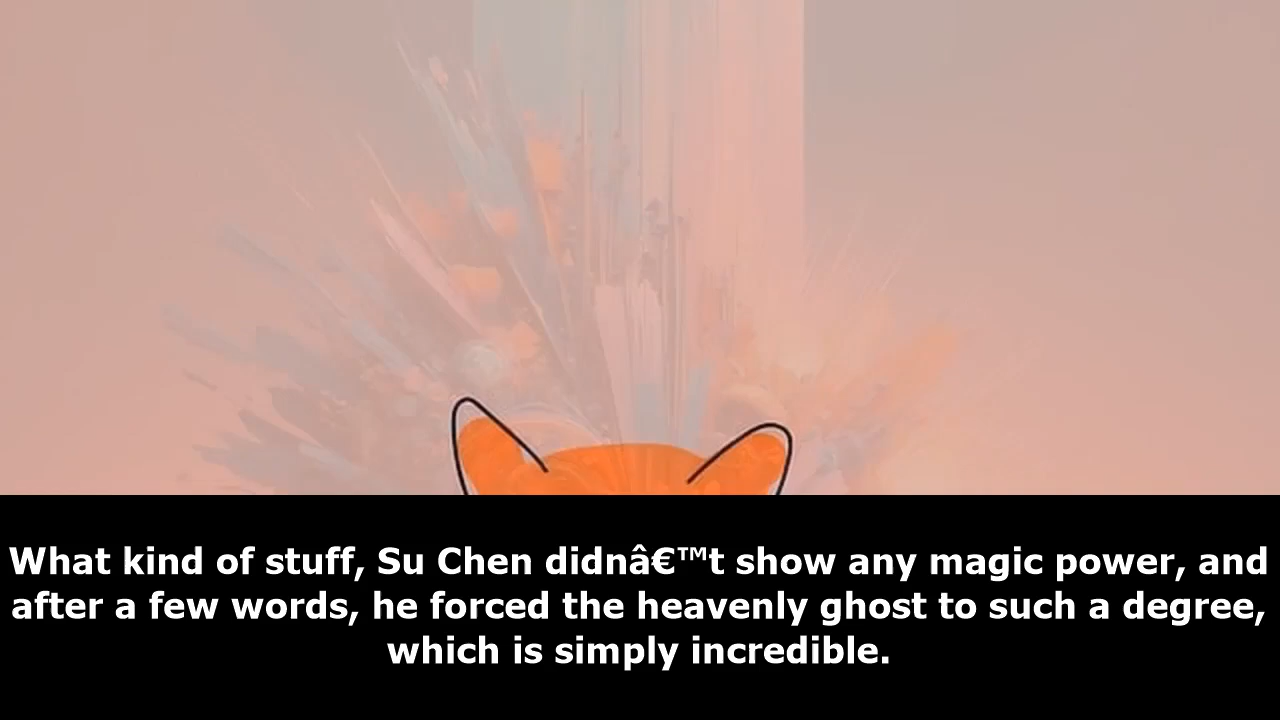 What kind of stuff, Su Chen didnâ€™t show any magic power, and
after a few words, he forced the heavenly ghost to such a degree,
which is simply incredible.